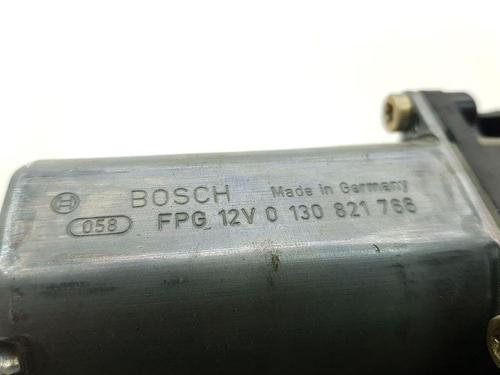 BOSCH Made in Germany
058 FPG 12V 0 130 821 766